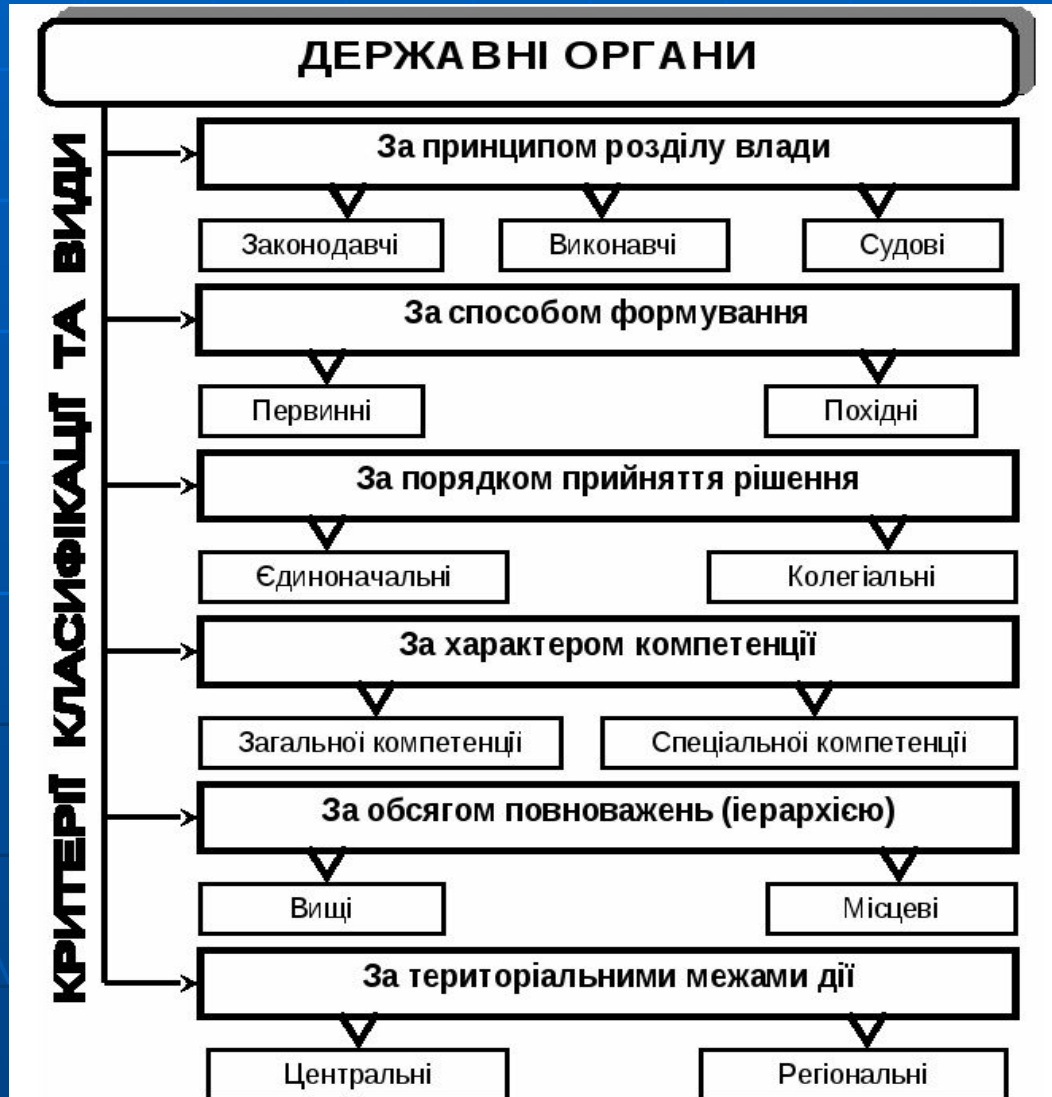 ДЕРЖАВНІ ОРГАНИ
КРИТЕРІЇ КЛАСИФІКАЦІЇ ТА ВИДИ
За принципом розділу влади
Законодавчі
Виконавчі
Судові
За способом формування
Первинні
Похідні
За порядком прийняття рішення
Єдиноначальні
Колегіальні
За характером компетенції
Загальної компетенції
Спеціальної компетенції
За обсягом повноважень (ієрархією)
Вищі
Місцеві
За територіальними межами дії
Центральні
Регіональні